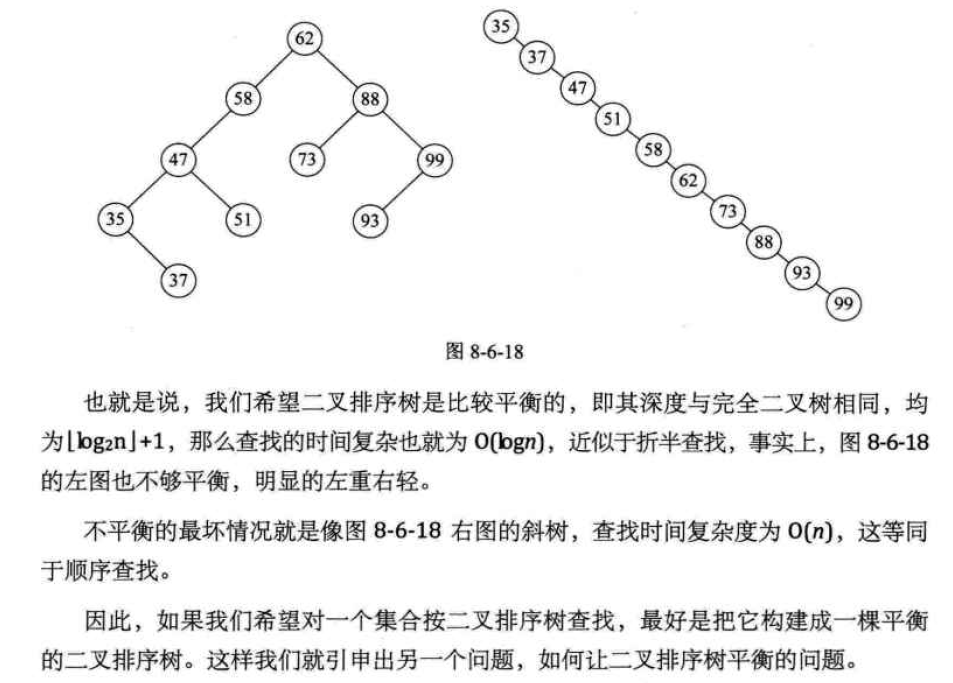 62
35
37
58
88
47
47
73
99
51
58
35
51
93
62
73
37
88
93
99
图 8-6-18
也就是说，我们希望二叉排序树是比较平衡的，即其深度与完全二叉树相同，均
为⌊log₂n⌋+1，那么查找的时间复杂也就为 O(logn)，近似于折半查找，事实上，图 8-6-18
的左图也不够平衡，明显的左重右轻。
不平衡的最坏情况就是像图 8-6-18 右图的斜树，查找时间复杂度为 O(n)，这等同
于顺序查找。
因此，如果我们希望对一个集合按二叉排序树查找，最好是把它构建成一棵平衡
的二叉排序树。这样我们就引申出另一个问题，如何让二叉排序树平衡的问题。